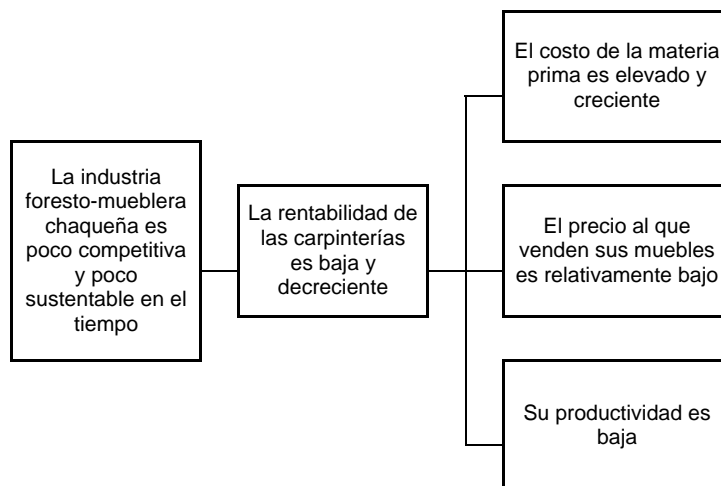 La industria
foresto-mueblera
chaqueña es
poco competitiva
y poco
sustentable en el
tiempo
La rentabilidad de
las carpinterías
es baja y
decreciente
El costo de la materia
prima es elevado y
creciente
El precio al que
venden sus muebles
es relativamente bajo
Su productividad es
baja